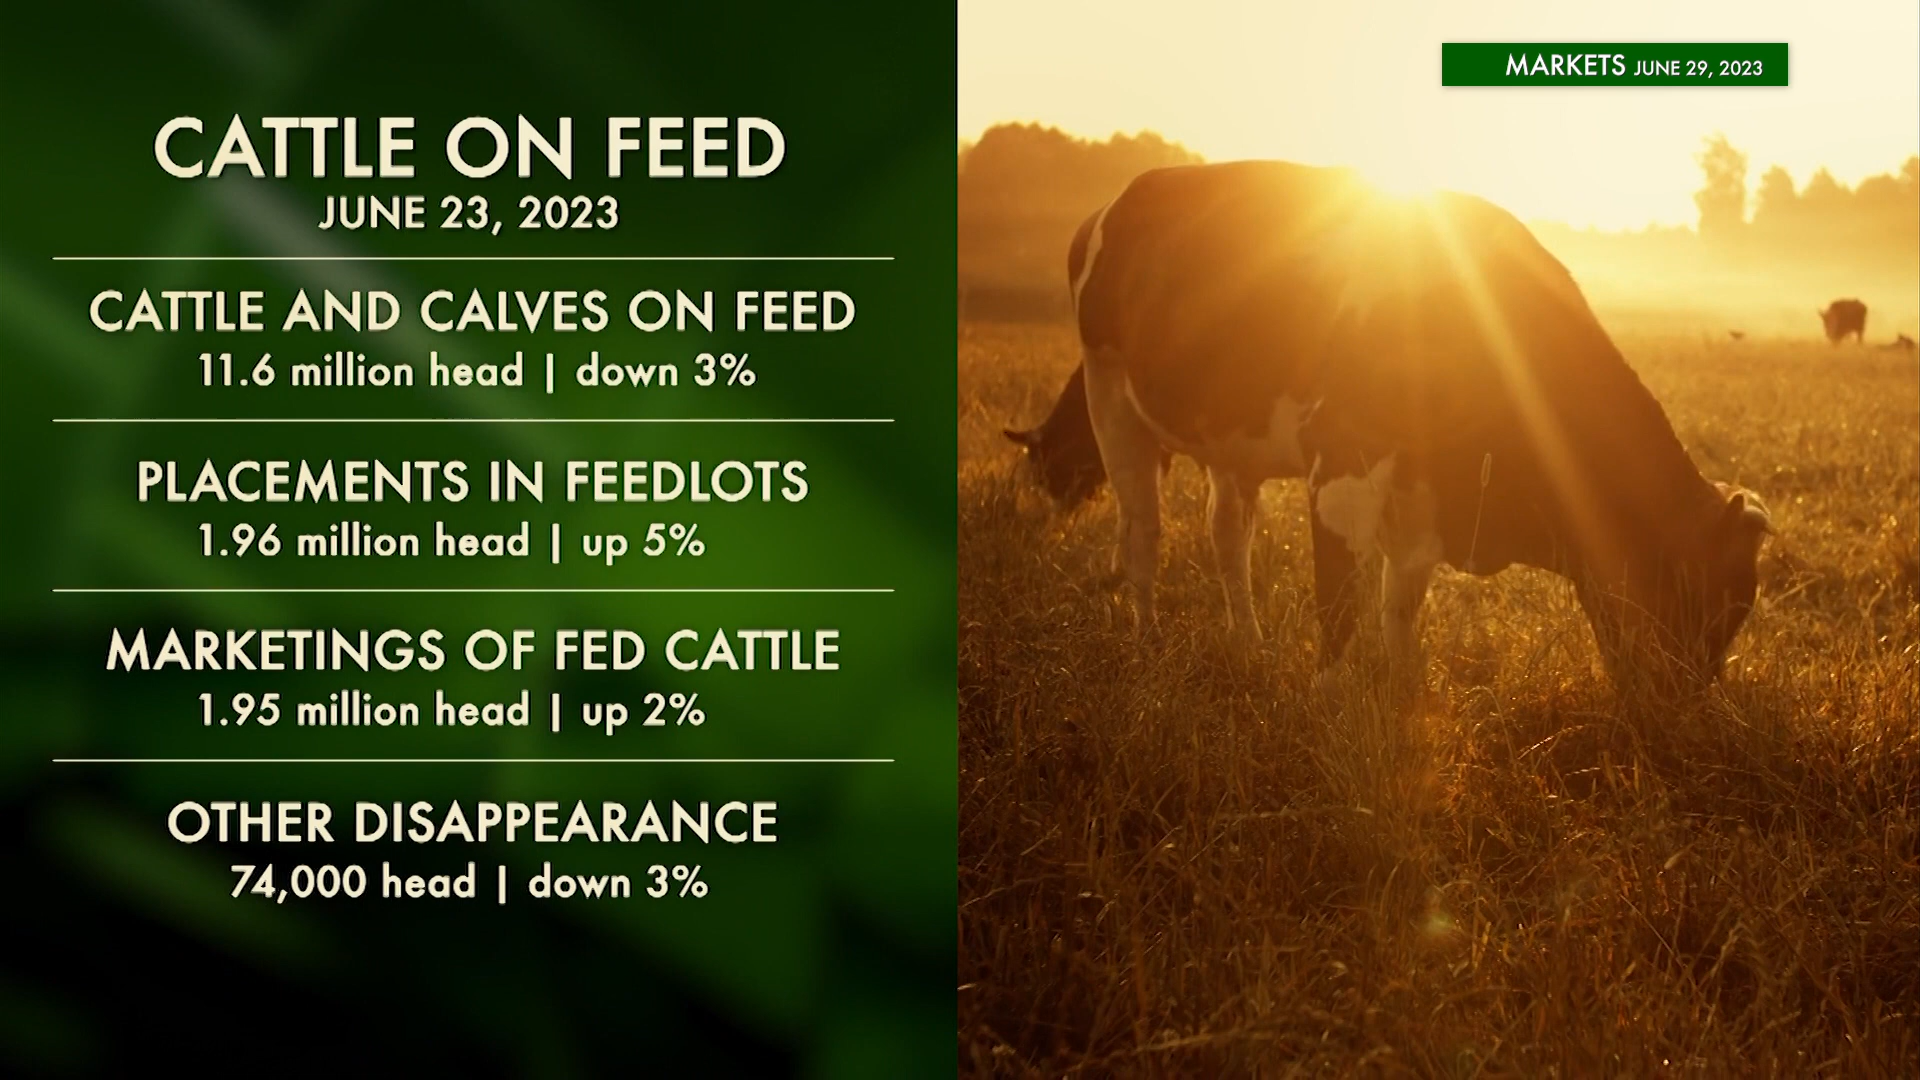 CATTLE ON FEED
JUNE 23, 2023
CATTLE AND CALVES ON FEED
11.6 million head | down 3%
PLACEMENTS IN FEEDLOTS
1.96 million head | up 5%
MARKETINGS OF FED CATTLE
1.95 million head | up 2%
OTHER DISAPPEARANCE
74,000 head | down 3%
MARKETS JUNE 29, 2023